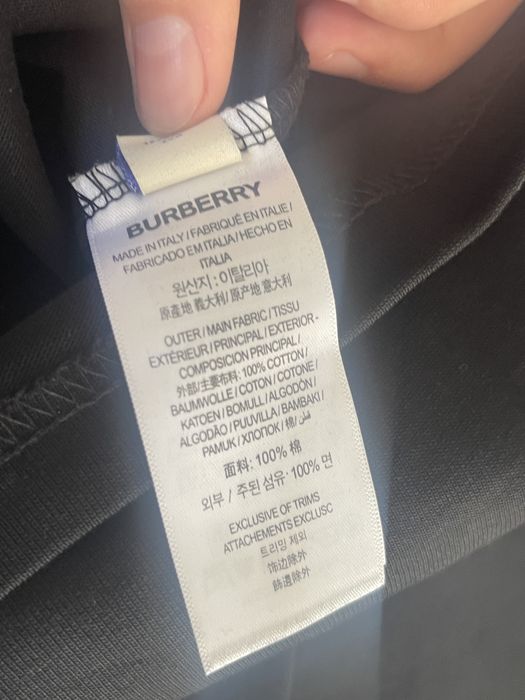 BURBERRY
MADE IN ITALY / FABRIQUÉ EN ITALIE /
FABRICADO EM ITALIA / HECHO EN
ITALIA
원산지 : 이탈리아
原產地 義大利 / 原产地 意大利
OUTER / MAIN FABRIC / TISSU
EXTÉRIEUR / PRINCIPAL / EXTERIOR -
COMPOSICION PRINCIPAL /
外部/主要布料: 100% COTTON /
BAUMWOLLE / COTON / COTONE /
KATOEN / BOMULL / ALGODÓN /
ALGODÃO / PUUVILLA / BAMBAKI /
PAMUK / ХЛОПОК / 棉 / قطن
面料: 100% 棉
외부 / 주된 섬유· 100% 면
EXCLUSIVE OF TRIMS
ATTACHEMENTS EXCLUSC
트리밍 제외
饰边除外
飾邊除外